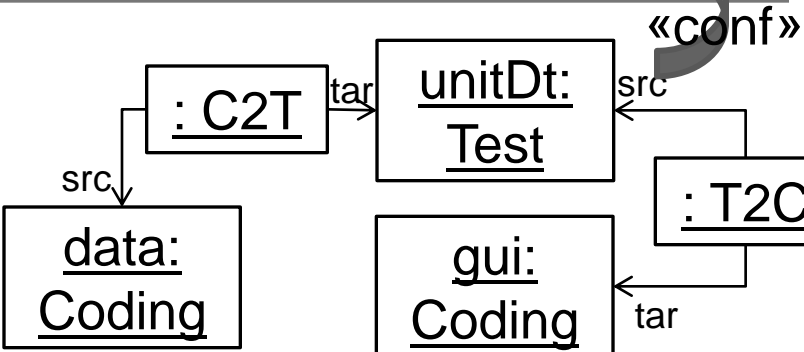 «conf»
: C2T
tar
unitDt:
Test
src
src
: T2C
data:
Coding
gui:
Coding
tar